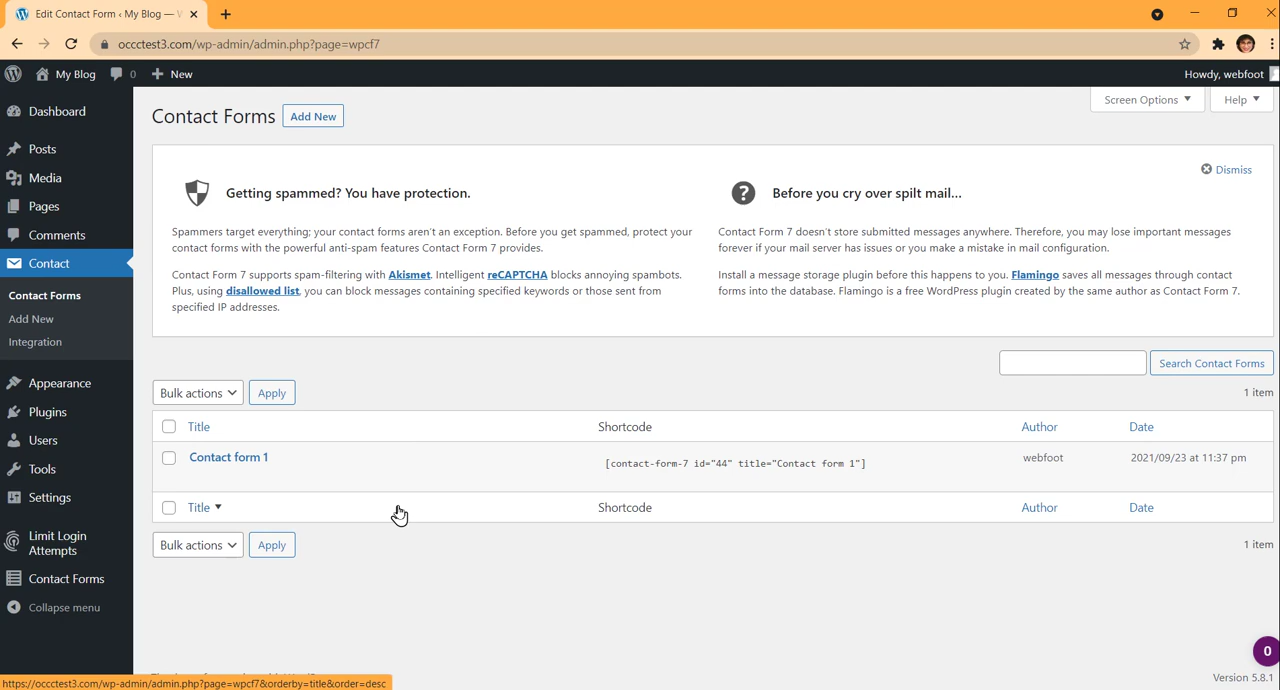 Edit Contact Form ‹ My Blog — W
occctest3.com/wp-admin/admin.php?page=wpcf7
My Blog
0
New
Howdy, webfoot
Dashboard
Posts
Media
Pages
Comments
Contact
Contact Forms
Add New
Integration
Appearance
Plugins
Users
Tools
Settings
Limit Login
Attempts
Contact Forms
Collapse menu
Contact Forms
Add New
Screen Options
Help
Dismiss
Getting spammed? You have protection.
Spammers target everything; your contact forms aren't an exception. Before you get spammed, protect your
contact forms with the powerful anti-spam features Contact Form 7 provides.
Contact Form 7 supports spam-filtering with Akismet. Intelligent reCAPTCHA blocks annoying spambots.
Plus, using disallowed list, you can block messages containing specified keywords or those sent from
specified IP addresses.
Before you cry over spilt mail…
Contact Form 7 doesn't store submitted messages anywhere. Therefore, you may lose important messages
forever if your mail server has issues or you make a mistake in mail configuration.
Install a message storage plugin before this happens to you. Flamingo saves all messages through contact
forms into the database. Flamingo is a free WordPress plugin created by the same author as Contact Form 7.
Search Contact Forms
Bulk actions
Apply
1 item
Title
Shortcode
Author
Date
Contact form 1
[contact-form-7 id="44" title="Contact form 1"]
webfoot
2021/09/23 at 11:37 pm
Title
Shortcode
Author
Date
Bulk actions
Apply
1 item
0
Version 5.8.1
https://occctest3.com/wp-admin/admin.php?page=wpcf7&orderby=title&order=desc